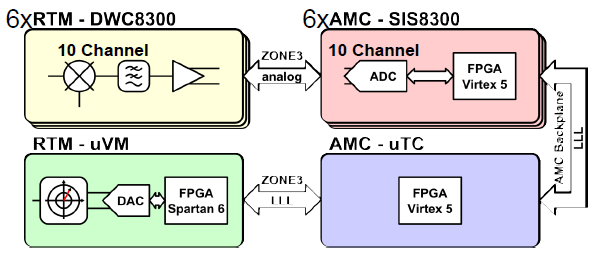 6xRTM - DWC8300
6xAMC - SIS8300
10 Channel
ZONE3
analog
10 Channel
ADC
FPGA
Virtex 5
AMC Backplane
LLL
RTM - uVM
AMC - uTC
DAC
FPGA
Spartan 6
ZONE3
LLL
FPGA
Virtex 5